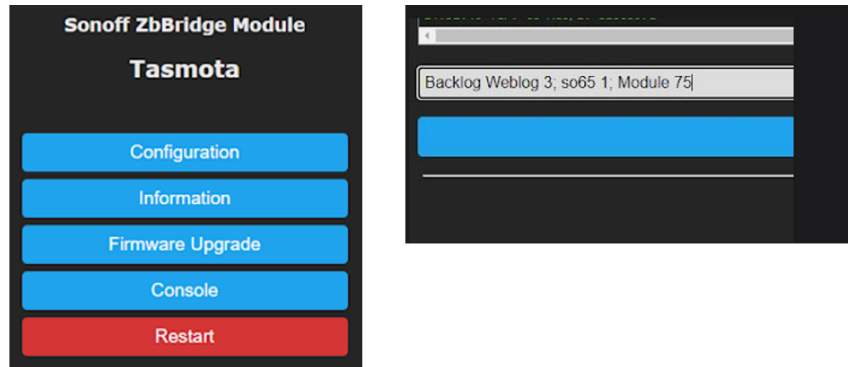 Sonoff ZbBridge Module
Tasmota
Configuration
Information
Firmware Upgrade
Console
Restart
Backlog Weblog 3; so65 1; Module 75